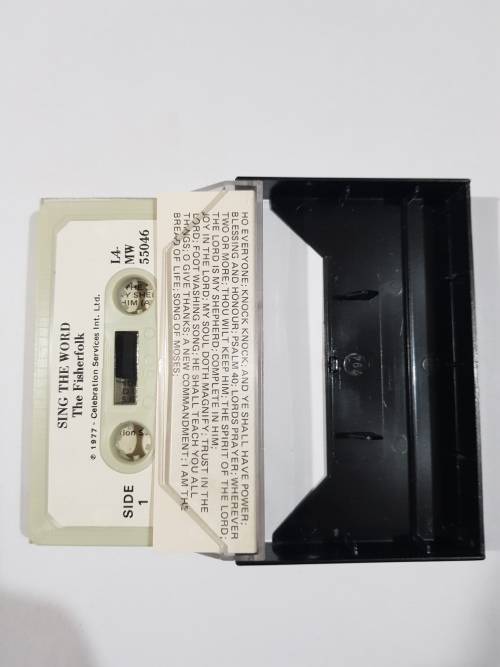 SING THE WORD
The Fisherfolk
℗ 1977 - Celebration Services Int. Ltd.
L4-
MW
55046
SIDE
1
HO EVERYONE; KNOCK KNOCK; AND YE SHALL HAVE POWER;
BLESSING AND HONOUR; PSALM 40; LORDS PRAYER; WHEREVER
TWO OR MORE; THOU WILT KEEP HIM; THE SPIRIT OF THE LORD;
THE LORD IS MY SHEPHERD; COMPLETE IN HIM;
JOY IN THE LORD; MY SOUL DOTH MAGNIFY; TRUST IN THE
LORD; FOOT WASHING SONG; HE SHALL TEACH YOU ALL
THINGS; O GIVE THANKS; A NEW COMMANDMENT; I AM THE
BREAD OF LIFE; SONG OF MOSES;